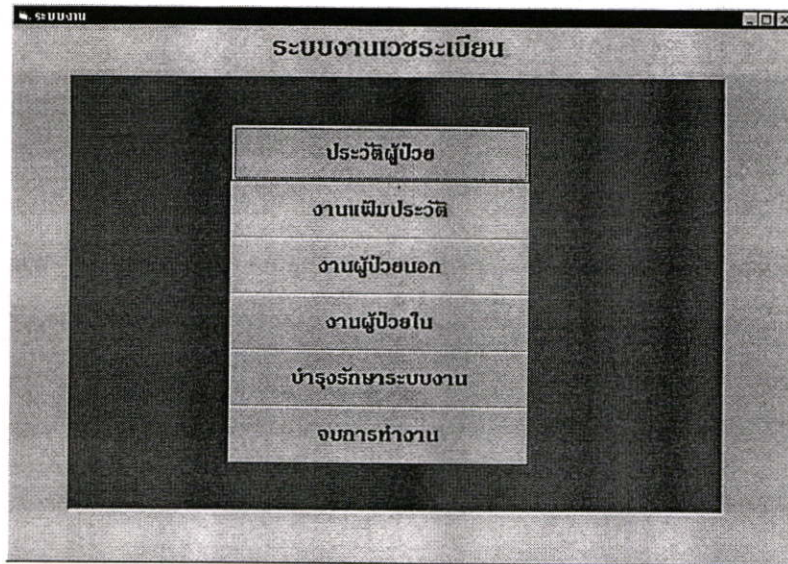 ระบบงาน
ระบบงานเวชระเบียน
ประวัติผู้ป่วย
งานแฟ้มประวัติ
งานผู้ป่วยนอก
งานผู้ป่วยใน
บำรุงรักษาระบบงาน
จบการทำงาน